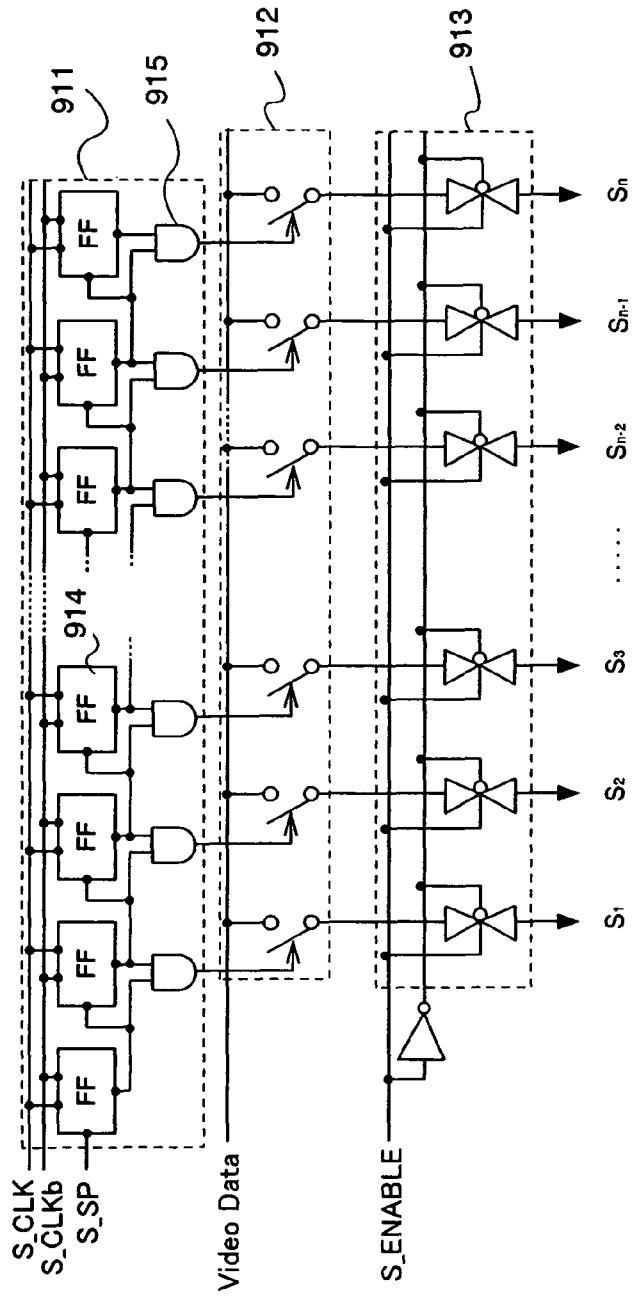 S_CLK
S_CLKb
S_SP
FF
FF
FF
FF
FF
FF
FF
914
911
915
Video Data
912
S_ENABLE
913
S1
S2
S3
.....
Sn-2
Sn-1
Sn